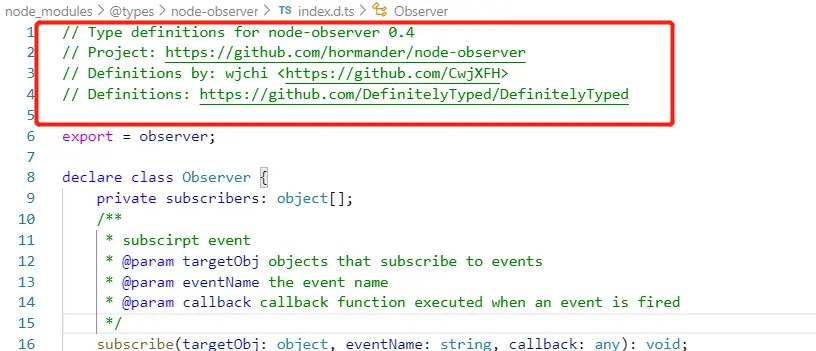 node_modules > @types > node-observer > TS index.d.ts > Observer
1 // Type definitions for node-observer 0.4
2 // Project: https://github.com/hormander/node-observer
3 // Definitions by: wjchi <https://github.com/CwjXFH>
4 // Definitions: https://github.com/DefinitelyTyped/DefinitelyTyped
5
6 export = observer;
7
8 declare class Observer {
9 private subscribers: object[];
10 /**
11 * subscirpt event
12 * @param targetObj objects that subscribe to events
13 * @param eventName the event name
14 * @param callback callback function executed when an event is fired
15 */
16 subscribe(targetObj: object, eventName: string, callback: any): void;